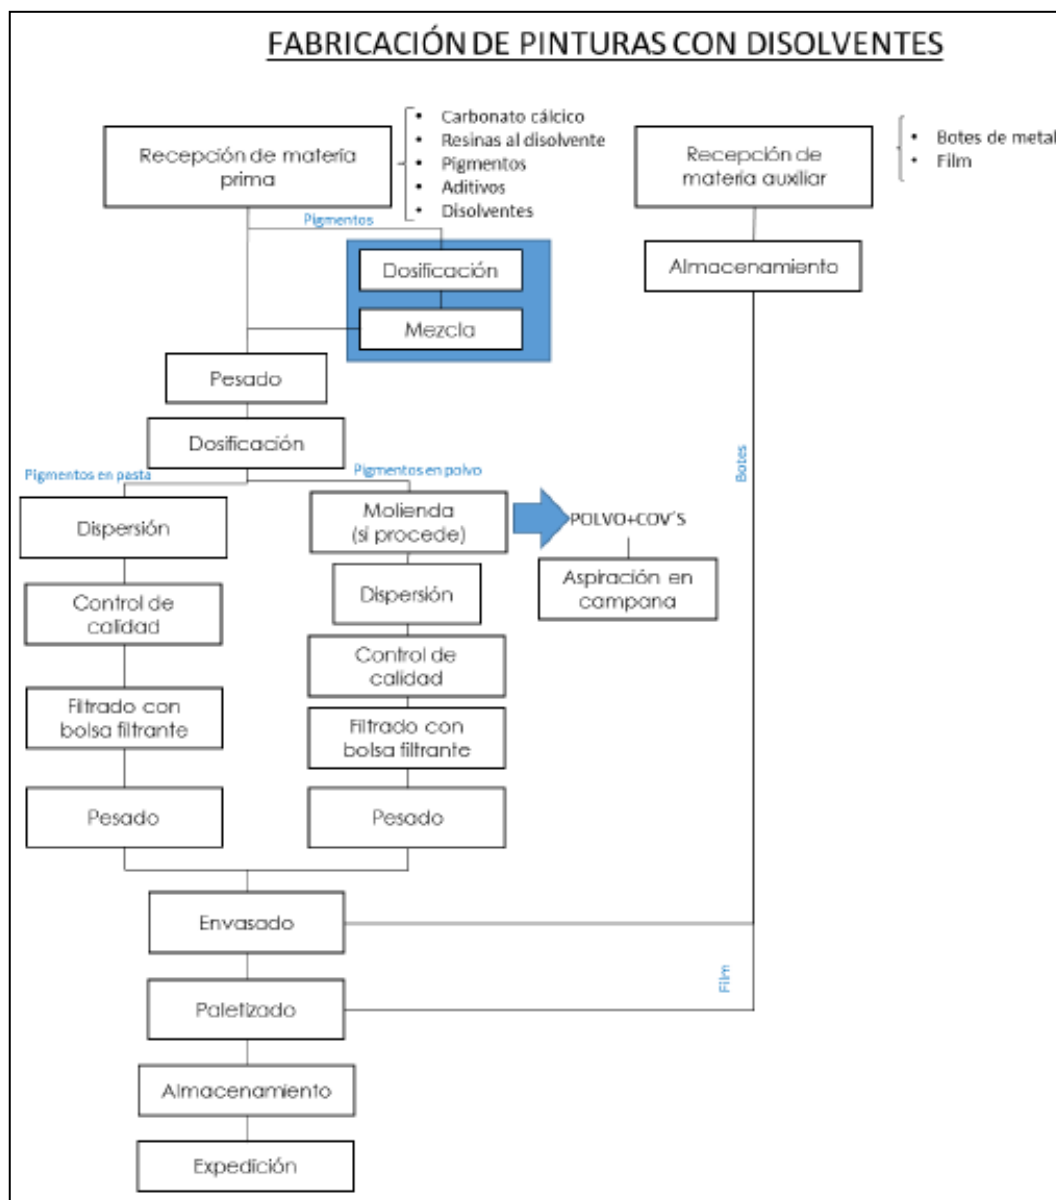 FABRICACIÓN DE PINTURAS CON DISOLVENTES
Recepción de matería
prima
• Carbonato cálcico
• Resinas al disolvente
• Pigmentos
• Aditivos
• Disolventes
Recepción de
materia auxiliar
• Botes de metal
• Film
Pigmentos
Dosificación
Mezcla
Almacenamiento
Pesado
Dosificación
Pigmentos en pasta
Pigmentos en polvo
Botes
Dispersión
Molienda
(si procede)
POLVO+COV´S
Aspiración en
campana
Dispersión
Control de
calidad
Control de
calidad
Filtrado con
bolsa filtrante
Filtrado con
bolsa filtrante
Pesado
Pesado
Envasado
Film
Paletizado
Almacenamiento
Expedición